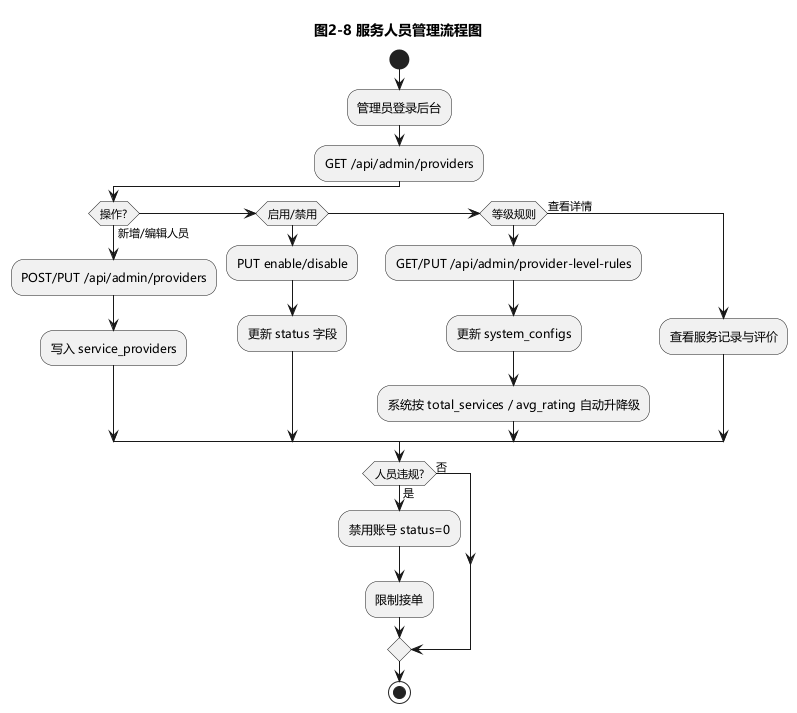 图2-8 服务人员管理流程图
管理员登录后台
GET /api/admin/providers
操作?
新增/编辑人员
POST/PUT /api/admin/providers
写入 service_providers
启用/禁用
PUT enable/disable
更新 status 字段
等级规则
GET/PUT /api/admin/provider-level-rules
更新 system_configs
系统按 total_services / avg_rating 自动升降级
查看详情
查看服务记录与评价
人员违规?
是
否
禁用账号 status=0
限制接单